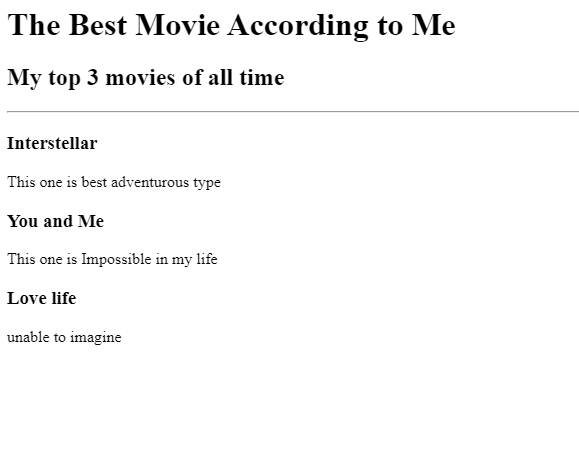 The Best Movie According to Me
My top 3 movies of all time
Interstellar
This one is best adventurous type
You and Me
This one is Impossible in my life
Love life
unable to imagine